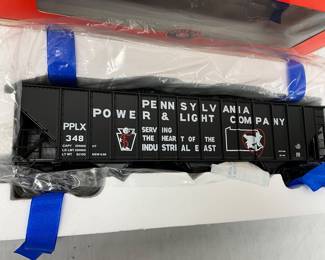 PENNSYLVANIA
POWER & LIGHT COMPANY
PPLX
348
SERVING
THE HEART OF THE
INDUSTRIAL EAST